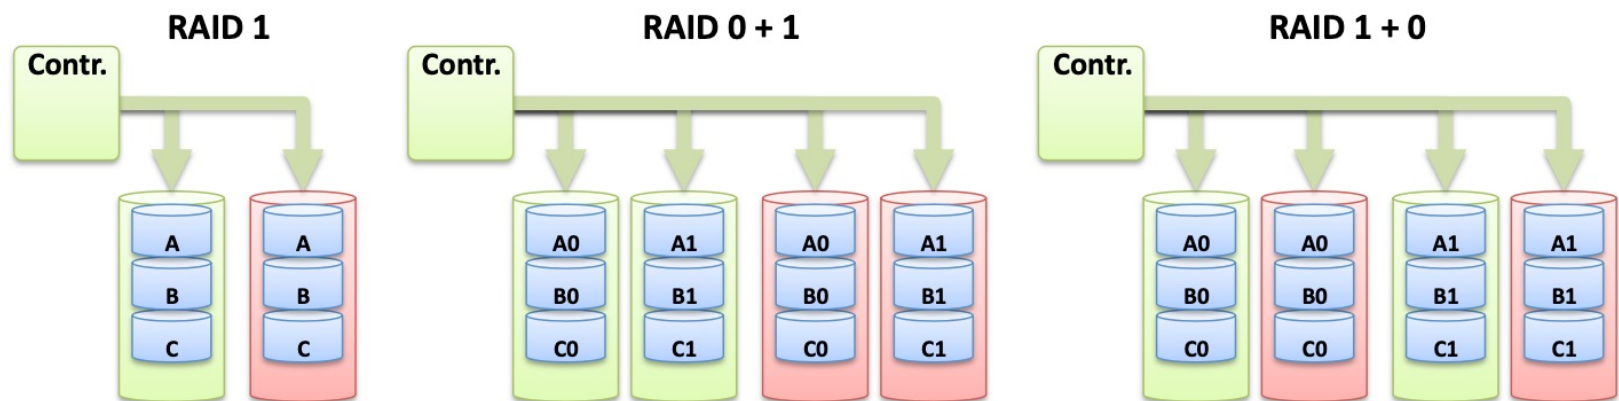 RAID 1
Contr.
A
A
B
B
C
C
RAID 0 + 1
Contr.
A0
A1
A0
A1
B0
B1
B0
B1
C0
C1
C0
C1
RAID 1 + 0
Contr.
A0
A0
A1
A1
B0
B0
B1
B1
C0
C0
C1
C1